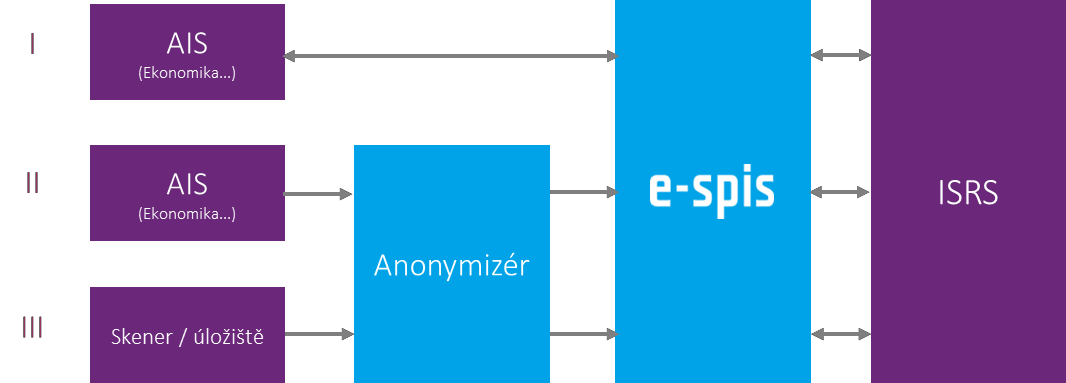 I
AIS
(Ekonomika...)
II
AIS
(Ekonomika...)
III
Skener / úložiště
Anonymizér
e-spis
ISRS